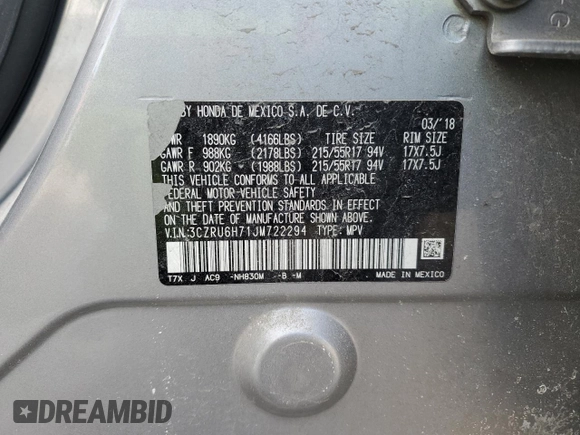 BY HONDA DE MEXICO S.A. DE C.V.
03/'18
1890KG (4166LBS) TIRE SIZE RIM SIZE
GAWR F 988KG (2178LBS) 215/55R17 94V 17X7.5J
GAWR R 902KG (1988LBS) 215/55R17 94V 17X7.5J
THIS VEHICLE CONFORMS TO ALL APPLICABLE
FEDERAL MOTOR-VEHICLE SAFETY
AND THEFT PREVENTION STANDARDS IN EFFECT
ON THE DATE OF MANUFACTURE SHOWN ABOVE.
V.I.N: 3CZRU6H71JM722294 TYPE: MPV
T7X J AC9 -NH830M -B -M MADE IN MEXICO
DREAMBID